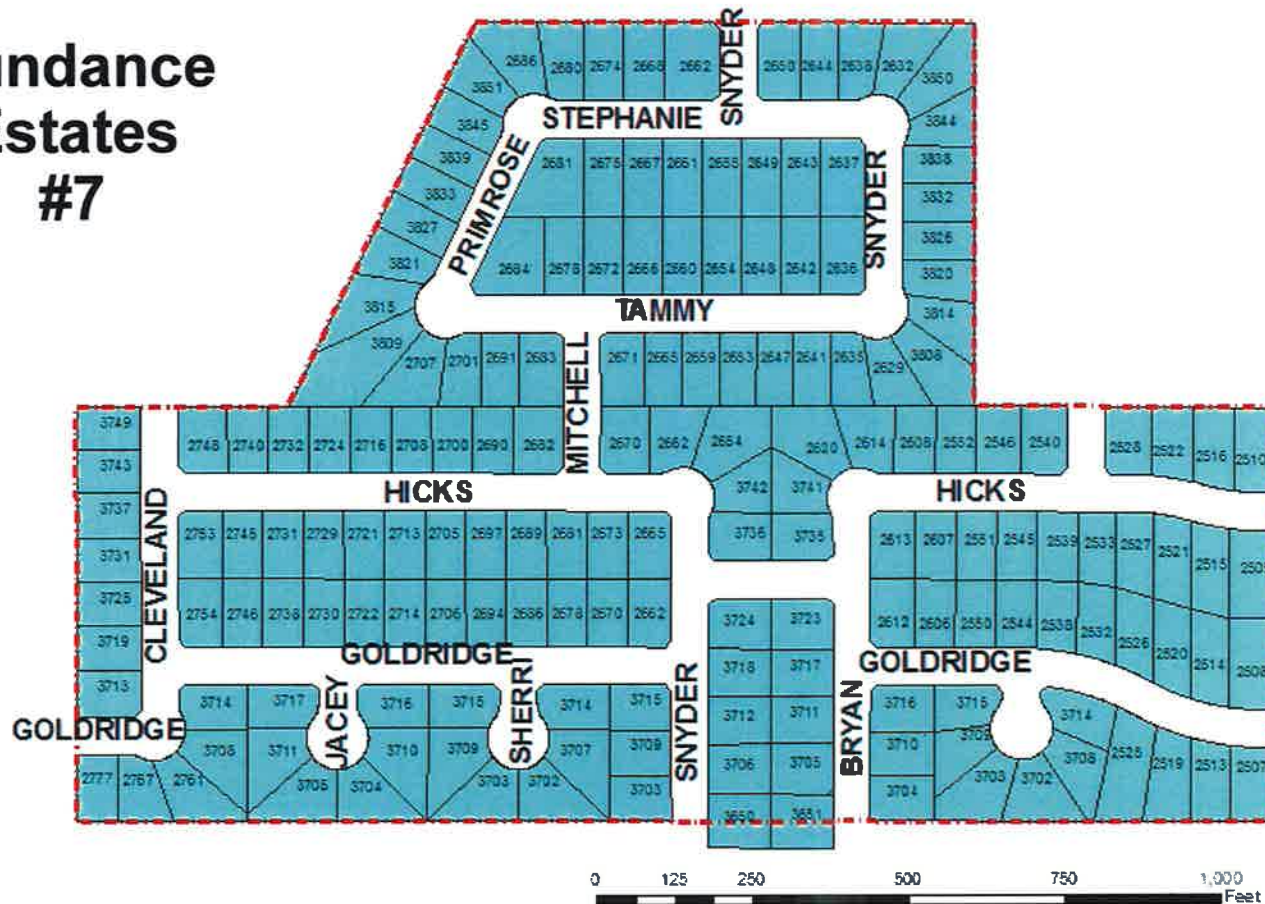 undance
Estates
#7
SNYDER
2686 2680 2674 2668 2662 2650 2644 2638 2632 3850
3851
STEPHANIE
3845 3844
3839 PRIMROSE 2681 2675 2667 2661 2655 2649 2643 2637 SNYDER 3838
3833 3832
3827 3826
3821 2684 2678 2672 2666 2660 2654 2648 2642 2636 3820
3815 TAMMY 3814
3809 2707 2701 2691 2683 MITCHELL 2671 2665 2659 2653 2647 2641 2635 2629 3808
3749
3743 2748 2740 2732 2724 2716 2708 2700 2690 2682 2670 2662 2654 2620 2614 2608 2552 2546 2540 2528 2522 2516 2510
3737 HICKS 3742 3741 HICKS
3731 CLEVELAND 2753 2745 2731 2729 2721 2713 2705 2697 2689 2681 2673 2665 3736 3735 2613 2607 2551 2545 2539 2533 2527 2521 2515 250
3725
3719 2754 2746 2738 2730 2722 2714 2706 2694 2686 2678 2670 2662 3724 3723 2612 2606 2550 2544 2538 2532 2526 2520 2514 2508
3713 GOLDRIDGE 3718 3717 GOLDRIDGE
GOLDRIDGE 3714 3717 JACEY 3716 3715 SHERRI 3714 3715 SNYDER 3712 3711 BRYAN 3716 3715 3714
3708 3711 3710 3709 3707 3709 3706 3705 3710 3709 3708
2777 2767 2761 3705 3704 3703 3702 3703 3704 3703 3702 2525 2519 2513 2507
3650 3651
0 125 250 500 750 1,000
Feet